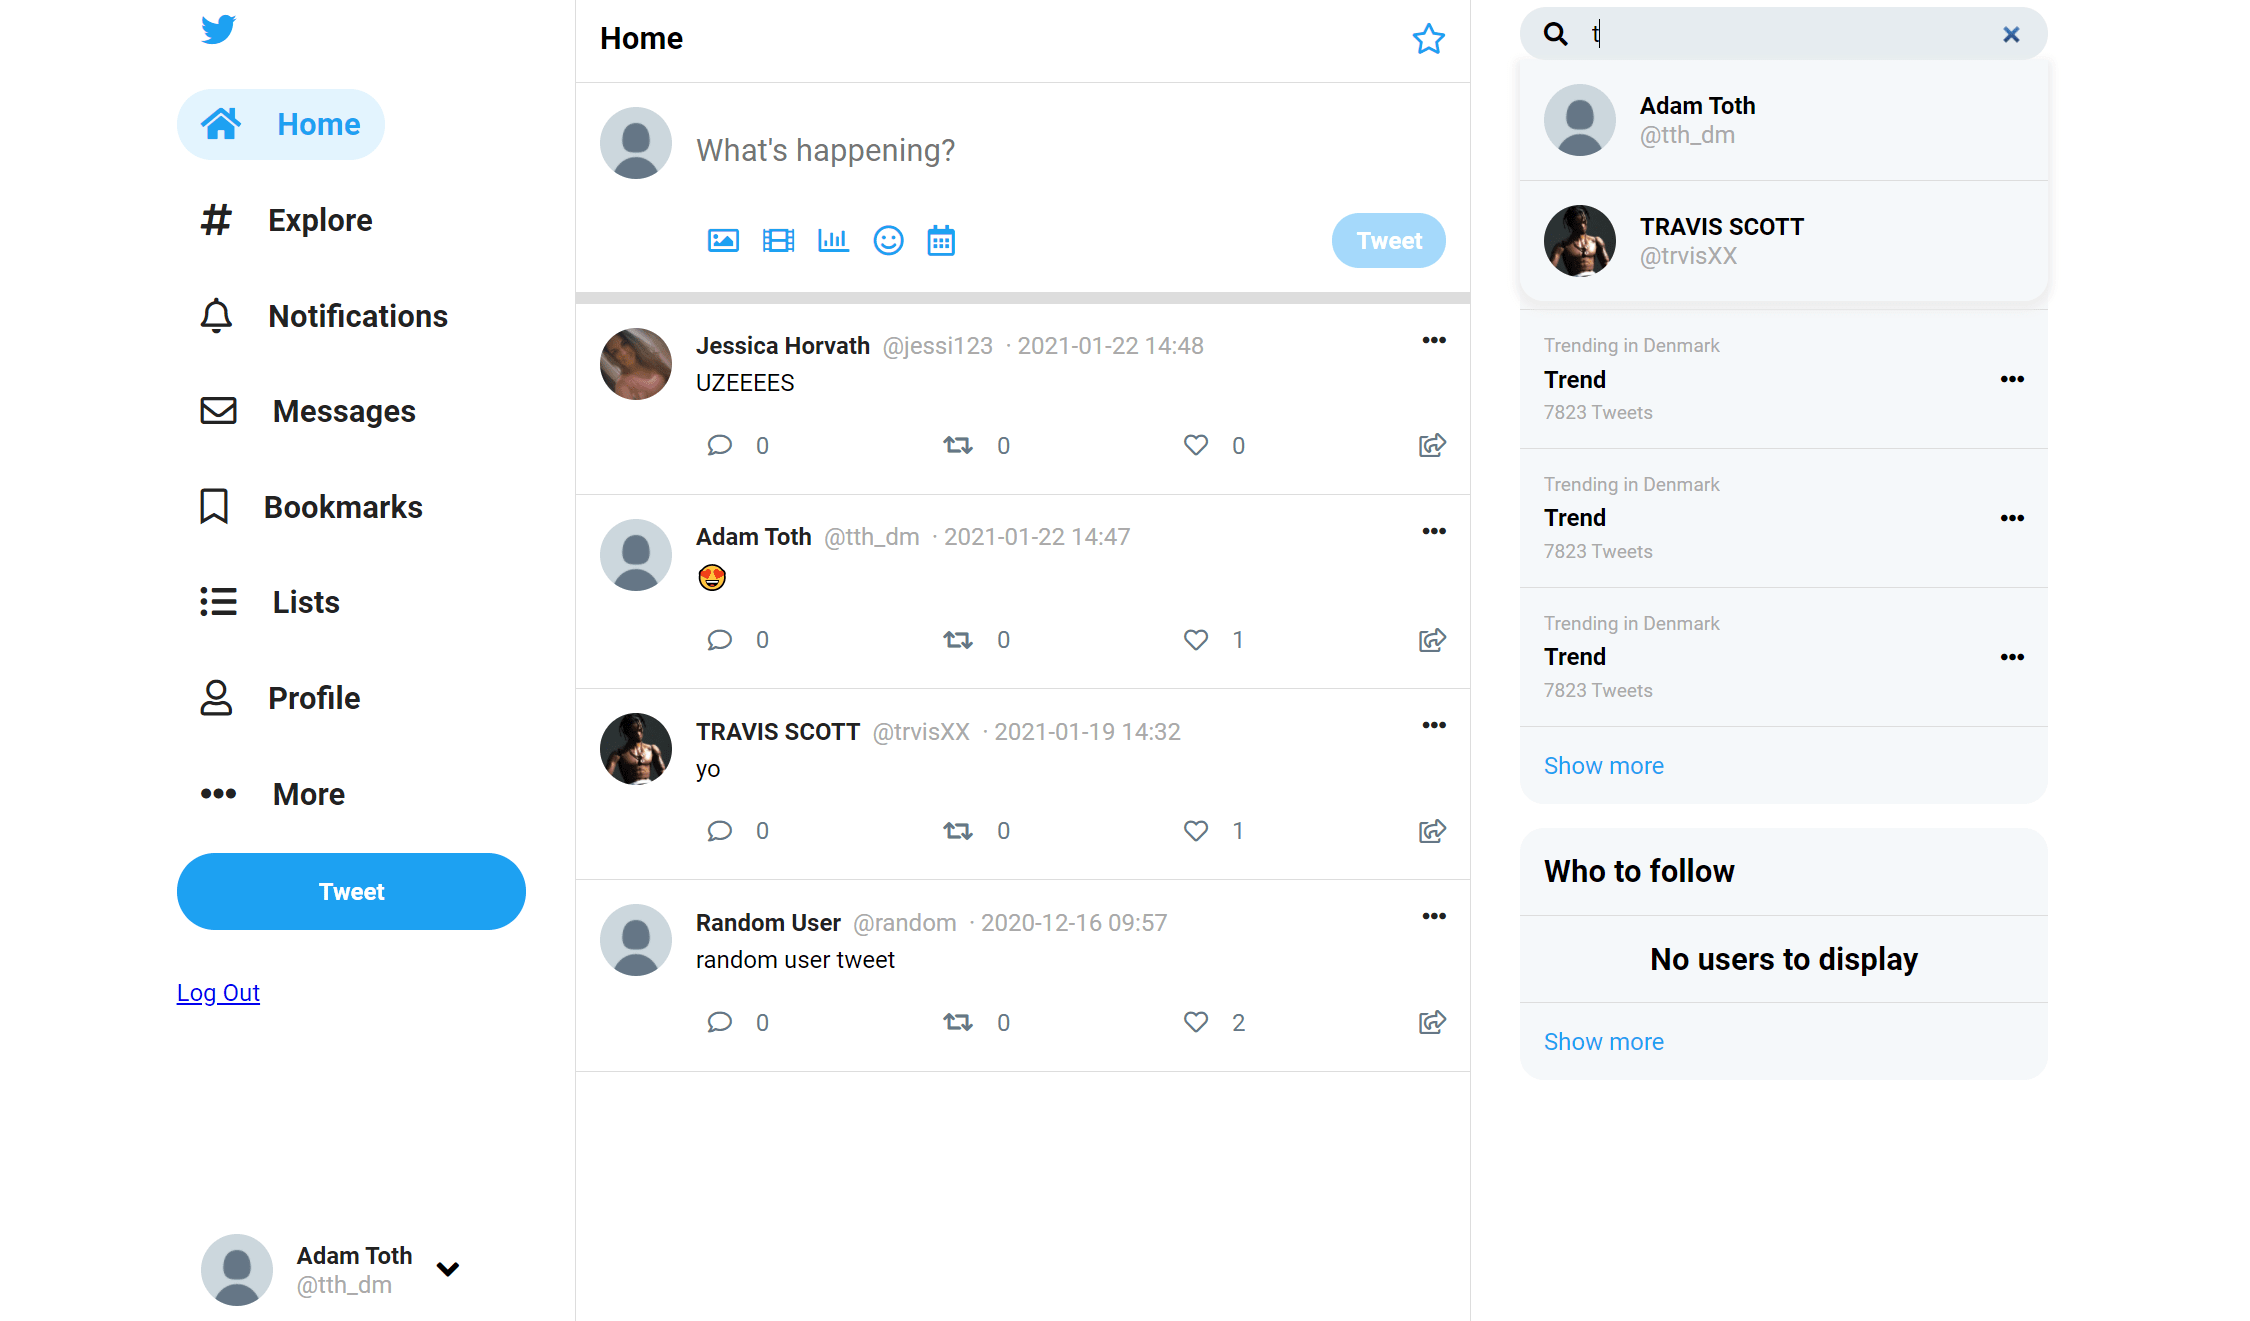 Home
Explore
Notifications
Messages
Bookmarks
Lists
Profile
More
Tweet
Log Out
Adam Toth
@tth_dm
Home
What's happening?
Tweet
Jessica Horvath @jessi123 · 2021-01-22 14:48
UZEEEES
0 0 0
Adam Toth @tth_dm · 2021-01-22 14:47
😍
0 0 1
TRAVIS SCOTT @trvisXX · 2021-01-19 14:32
yo
0 0 1
Random User @random · 2020-12-16 09:57
random user tweet
0 0 2
t
Adam Toth
@tth_dm
TRAVIS SCOTT
@trvisXX
Trending in Denmark
Trend
7823 Tweets
Trending in Denmark
Trend
7823 Tweets
Trending in Denmark
Trend
7823 Tweets
Show more
Who to follow
No users to display
Show more